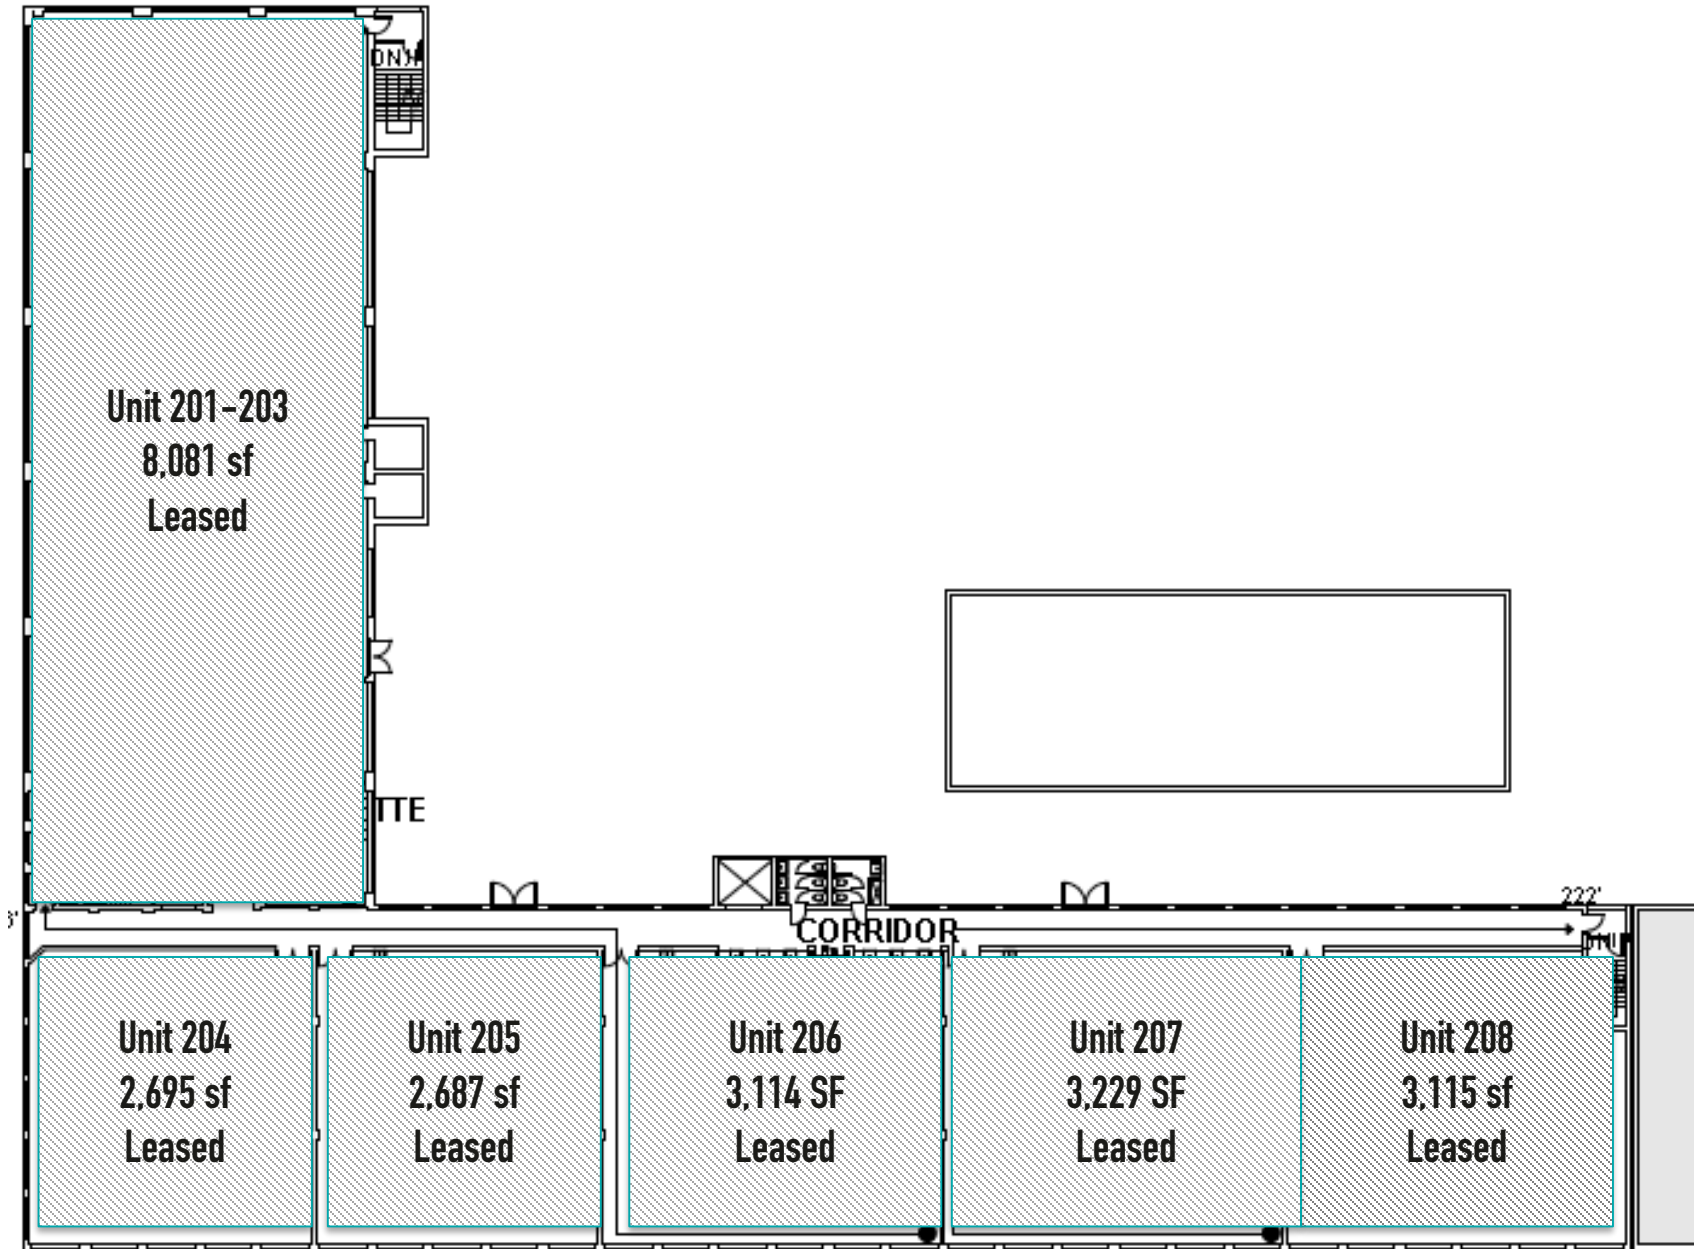 DN
Unit 201-203
8,081 sf
Leased
TTE
222'
CORRIDOR
DN
Unit 204
2,695 sf
Leased
Unit 205
2,687 sf
Leased
Unit 206
3,114 SF
Leased
Unit 207
3,229 SF
Leased
Unit 208
3,115 sf
Leased